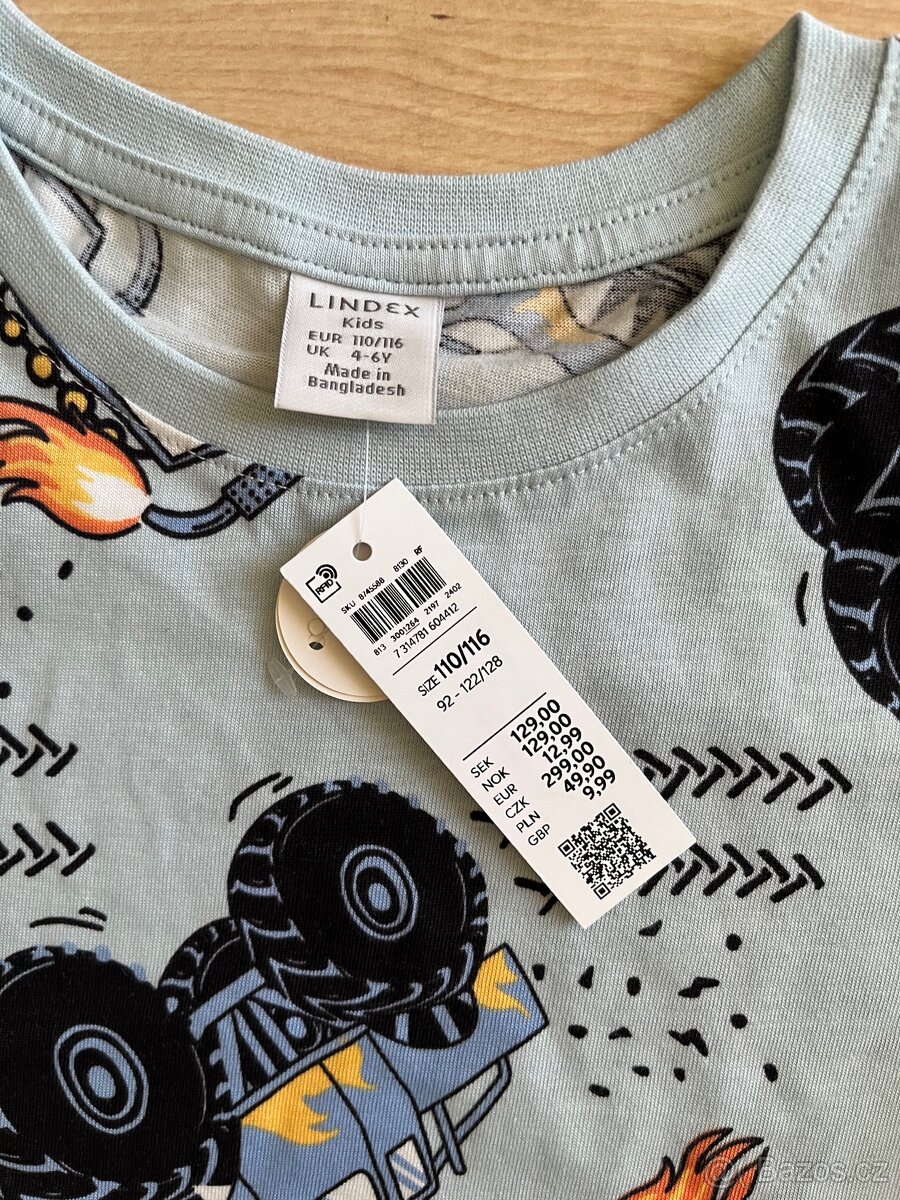 LINDEX
Kids
EUR 110/116
UK 4-6Y
Made in
Bangladesh
RFID
SKU 8745588 8130 RF
813 3001264 2197 2402
7 314781 604412
SIZE 110/116
92 - 122/128
SEK 129,00
NOK 129,00
EUR 12,99
CZK 299,00
PLN 49,90
GBP 9,99
Bazos.cz